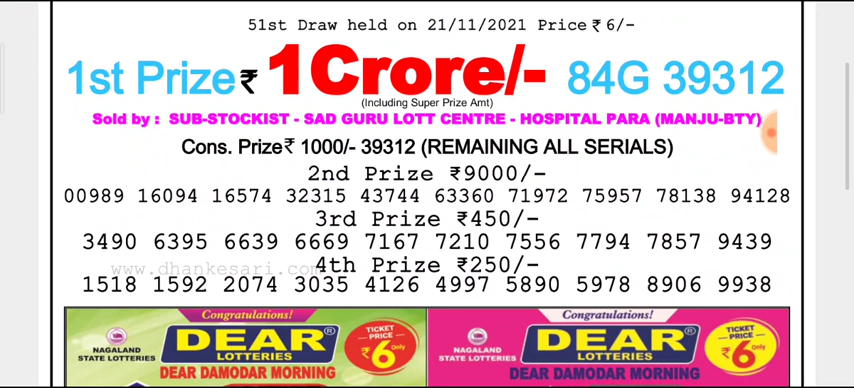 51st Draw held on 21/11/2021 Price ₹ 6/-
1st Prize ₹ 1Crore/- 84G 39312
(Including Super Prize Amt)
Sold by : SUB-STOCKIST - SAD GURU LOTT CENTRE - HOSPITAL PARA (MANJU-BTY)
Cons. Prize ₹ 1000/- 39312 (REMAINING ALL SERIALS)
2nd Prize ₹9000/-
00989 16094 16574 32315 43744 63360 71972 75957 78138 94128
3rd Prize ₹450/-
3490 6395 6639 6669 7167 7210 7556 7794 7857 9439
www.dhankesari.com
4th Prize ₹250/-
1518 1592 2074 3035 4126 4997 5890 5978 8906 9938
Congratulations!
NAGALAND
STATE LOTTERIES
DEAR®
LOTTERIES
TICKET
PRICE
₹6 Only
DEAR DAMODAR MORNING
Congratulations!
NAGALAND
STATE LOTTERIES
DEAR®
LOTTERIES
TICKET
PRICE
₹6 Only
DEAR DAMODAR MORNING